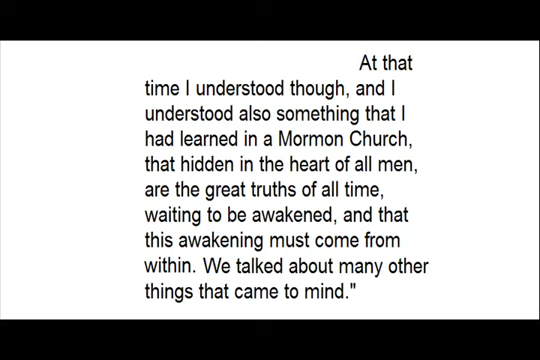 At that
time I understood though, and I
understood also something that I
had learned in a Mormon Church,
that hidden in the heart of all men,
are the great truths of all time,
waiting to be awakened, and that
this awakening must come from
within. We talked about many other
things that came to mind."